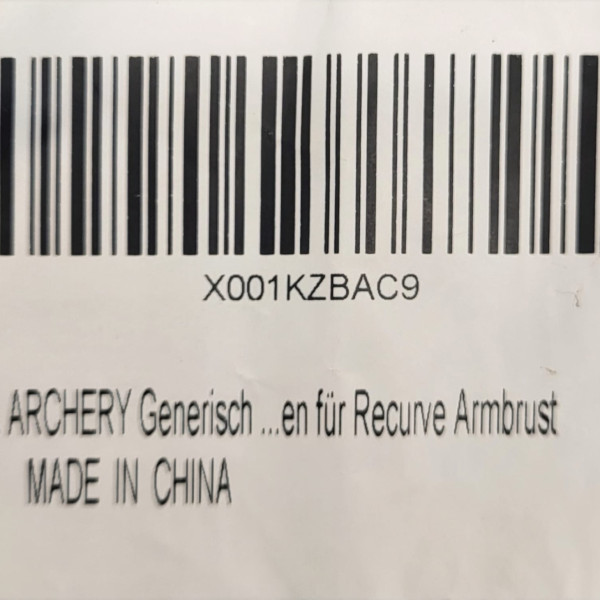 X001KZBAC9
ARCHERY Generisch ...en für Recurve Armbrust
MADE IN CHINA